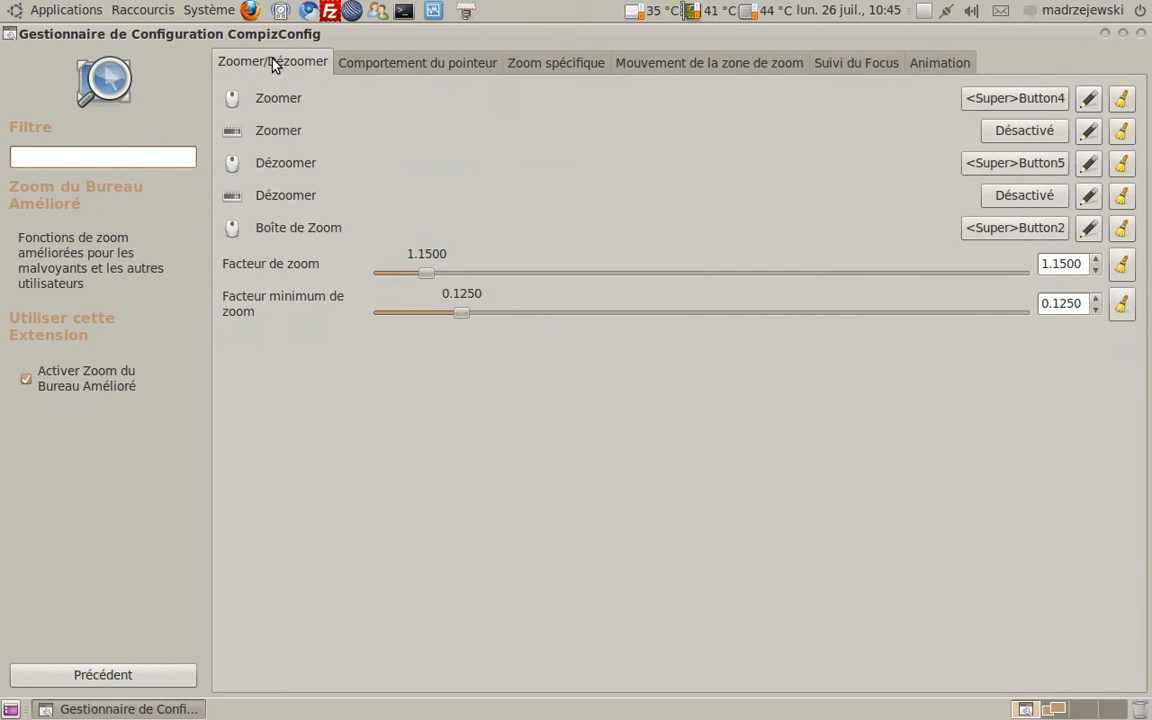 Applications Raccourcis Système 35 °C 41 °C 44 °C lun. 26 juil., 10:45 madrzejewski
Gestionnaire de Configuration CompizConfig
Zoomer/Dézoomer Comportement du pointeur Zoom spécifique Mouvement de la zone de zoom Suivi du Focus Animation
Filtre
Zoom du Bureau
Amélioré
Fonctions de zoom
améliorées pour les
malvoyants et les autres
utilisateurs
Utiliser cette
Extension
Activer Zoom du
Bureau Amélioré
Précédent
Zoomer <Super>Button4
Zoomer Désactivé
Dézoomer <Super>Button5
Dézoomer Désactivé
Boîte de Zoom <Super>Button2
1.1500
Facteur de zoom 1.1500
0.1250
Facteur minimum de
zoom 0.1250
Gestionnaire de Confi...